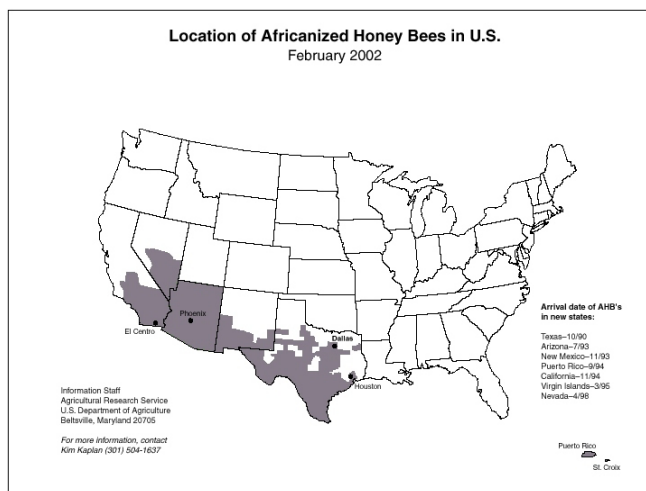 Location of Africanized Honey Bees in U.S.
February 2002
Phoenix
El Centro
Dallas
Houston
Arrival date of AHB's
in new states:
Texas–10/90
Arizona–7/93
New Mexico–11/93
Puerto Rico–9/94
California–11/94
Virgin Islands–3/95
Nevada–4/98
Information Staff
Agricultural Research Service
U.S. Department of Agriculture
Beltsville, Maryland 20705
For more information, contact
Kim Kaplan (301) 504-1637
Puerto Rico
St. Croix